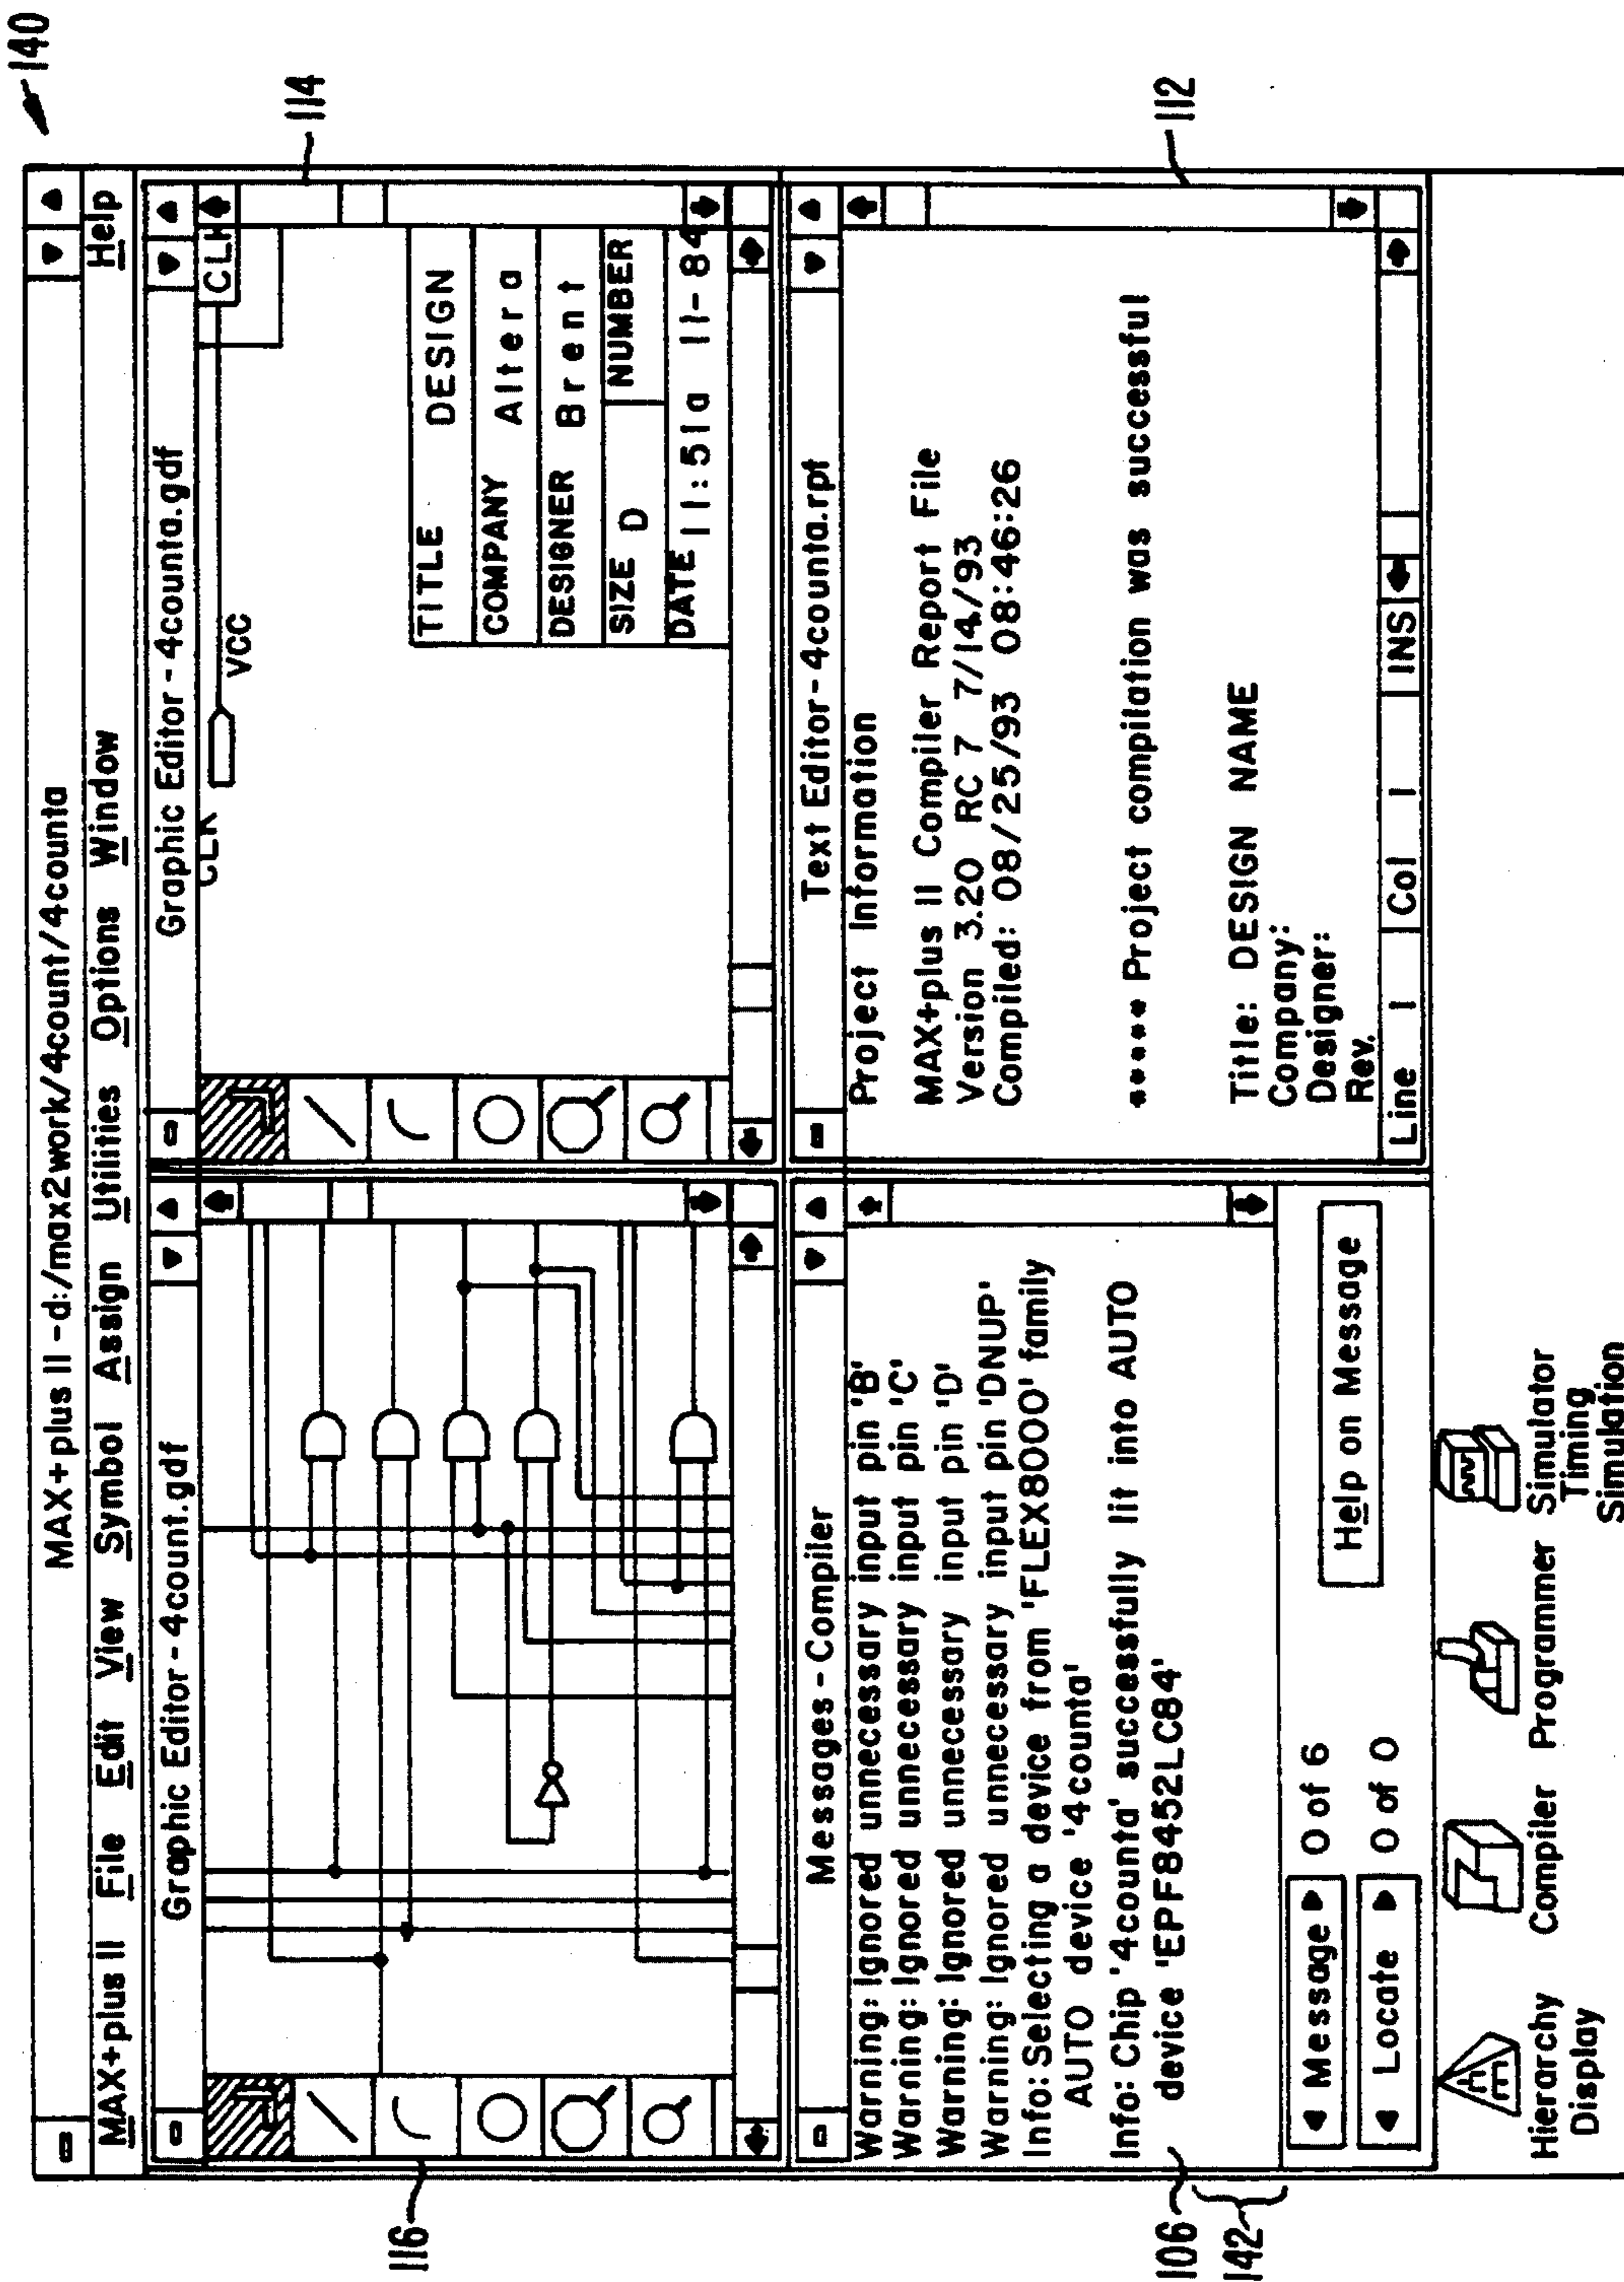 140
MAX+plus II - d:/max2work/4count/4counta
MAX+plus II File Edit View Symbol Assign Utilities Options Window Help
Graphic Editor - 4count.gdf
116
Graphic Editor - 4counta.gdf
CLK
VCC
114
TITLE DESIGN
COMPANY Altera
DESIGNER Brent
SIZE D NUMBER
DATE 11:51a 11-84
Messages - Compiler
Warning: Ignored unnecessary input pin 'B'
Warning: Ignored unnecessary input pin 'C'
Warning: Ignored unnecessary input pin 'D'
Warning: Ignored unnecessary input pin 'DNUP'
Info: Selecting a device from 'FLEX8000' family
AUTO device '4counta'
Info: Chip '4counta' successfully lit into AUTO
device 'EPF8452LC84'
106
142
Message 0 of 6
Locate 0 of 0
Help on Message
Text Editor - 4counta.rpt
Project Information
MAX+plus II Compiler Report File
Version 3.20 RC 7 7/14/93
Compiled: 08/25/93 08:46:26
112
***** Project compilation was successful
Title: DESIGN NAME
Company:
Designer:
Rev.
Line 1 Col 1 INS
Hierarchy Display
Compiler
Programmer
Simulator
Timing
Simulation